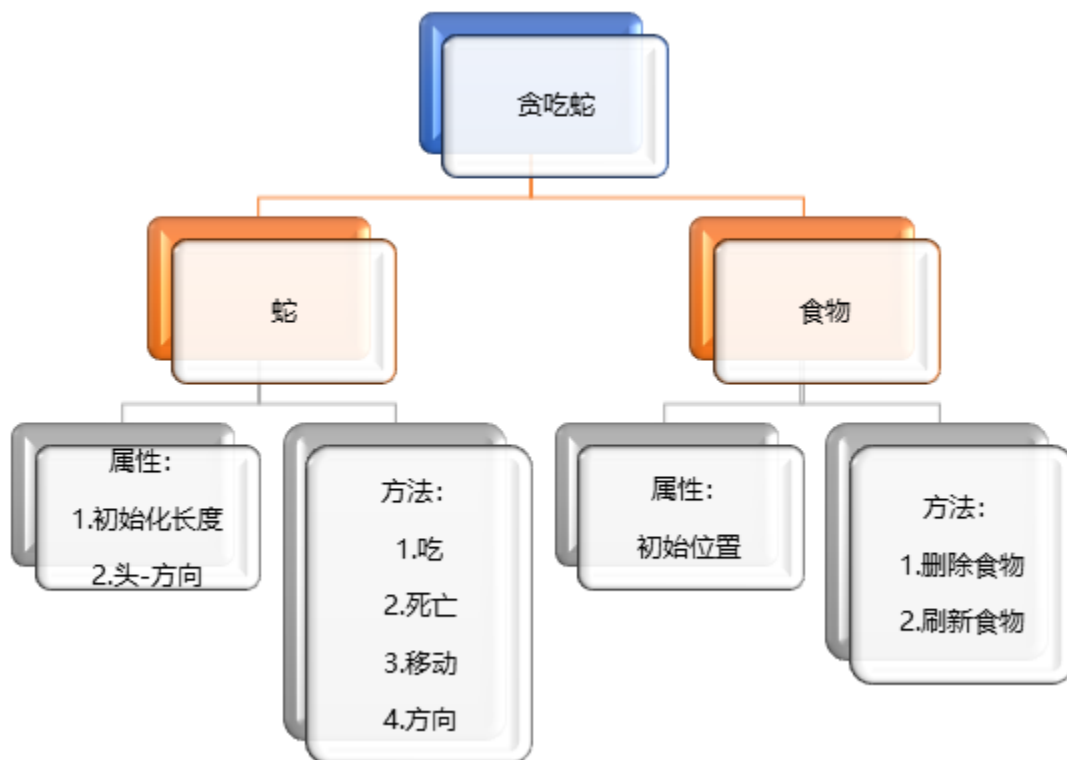 贪吃蛇
蛇
食物
属性：
1.初始化长度
2.头-方向
方法：
1.吃
2.死亡
3.移动
4.方向
属性：
初始位置
方法：
1.删除食物
2.刷新食物